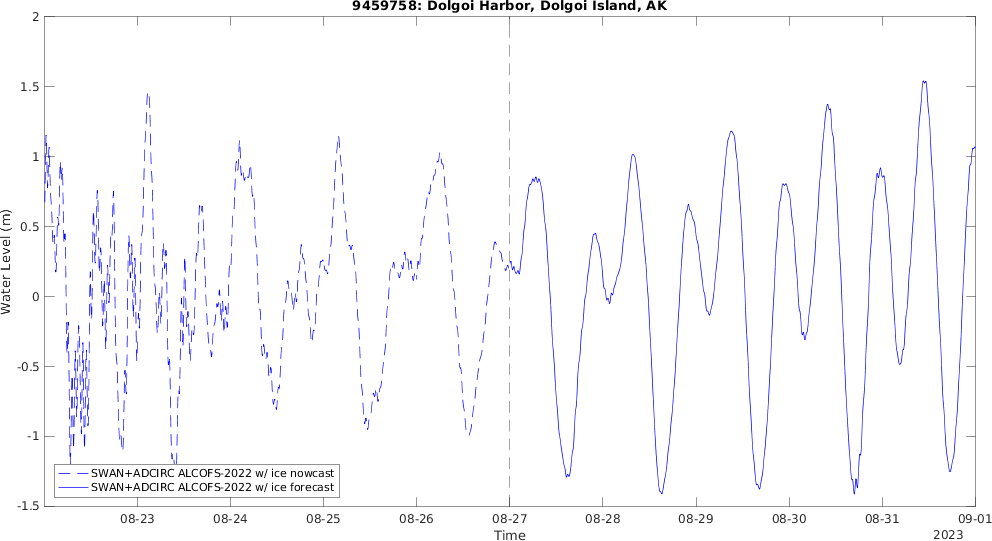 9459758: Dolgoi Harbor, Dolgoi Island, AK
2
1.5
1
0.5
0
-0.5
-1
-1.5
Water Level (m)
SWAN+ADCIRC ALCOFS-2022 w/ ice nowcast
SWAN+ADCIRC ALCOFS-2022 w/ ice forecast
08-23 08-24 08-25 08-26 08-27 08-28 08-29 08-30 08-31 09-01
Time
2023